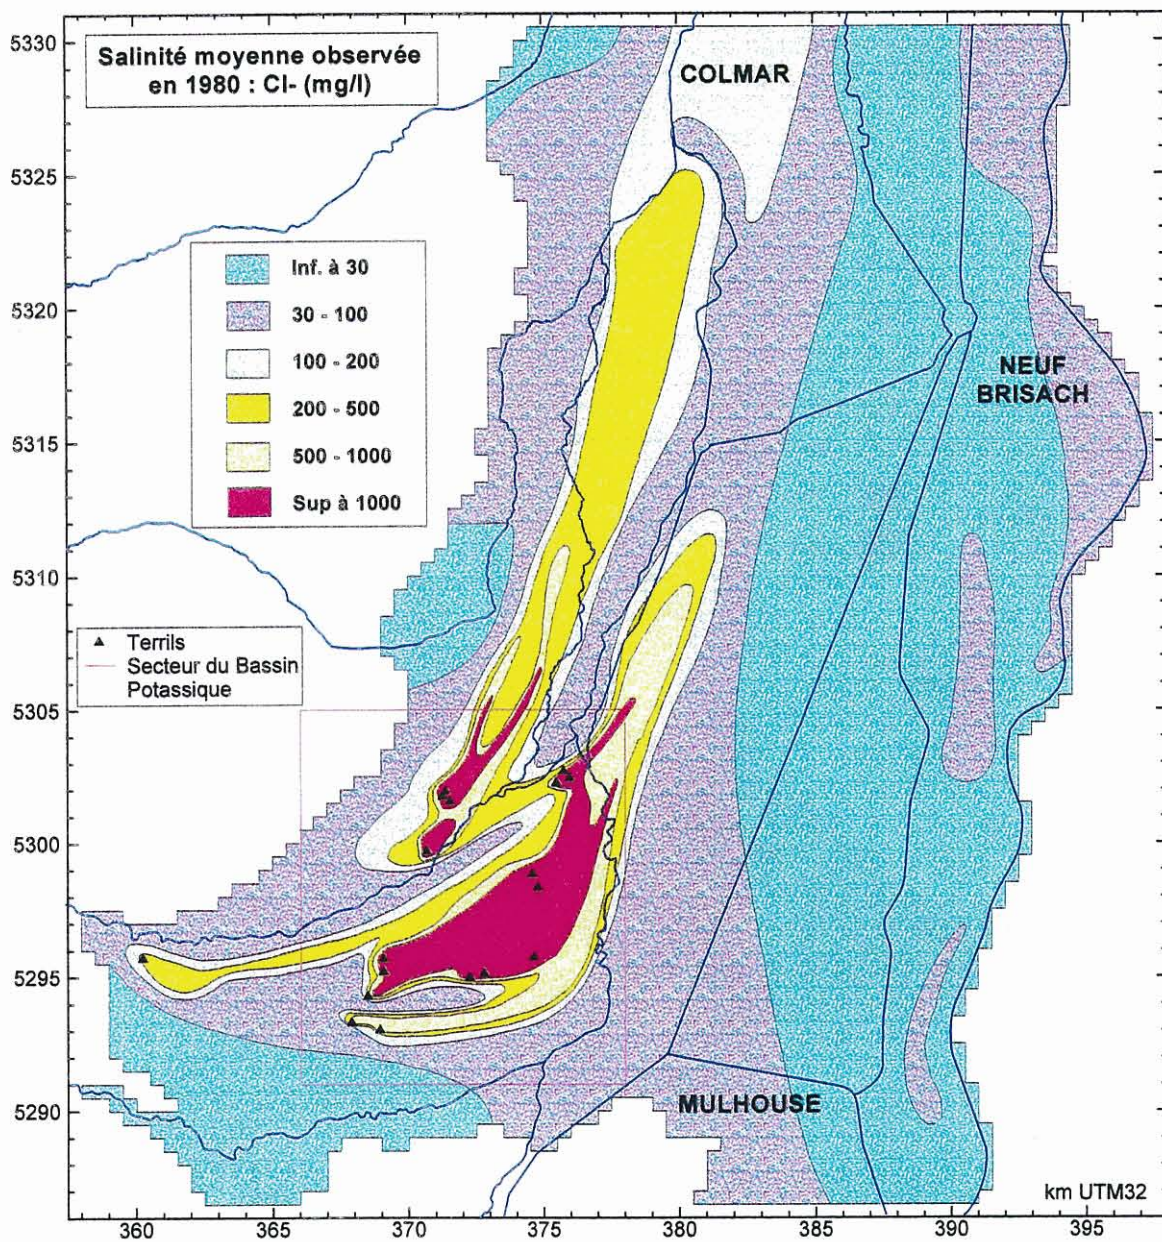 Salinité moyenne observée
en 1980 : Cl- (mg/l)
COLMAR
Inf. à 30
30 - 100
100 - 200
200 - 500
500 - 1000
Sup à 1000
NEUF
BRISACH
Terrils
Secteur du Bassin
Potassique
MULHOUSE
km UTM32
5330
5325
5320
5315
5310
5305
5300
5295
5290
360
365
370
375
380
385
390
395